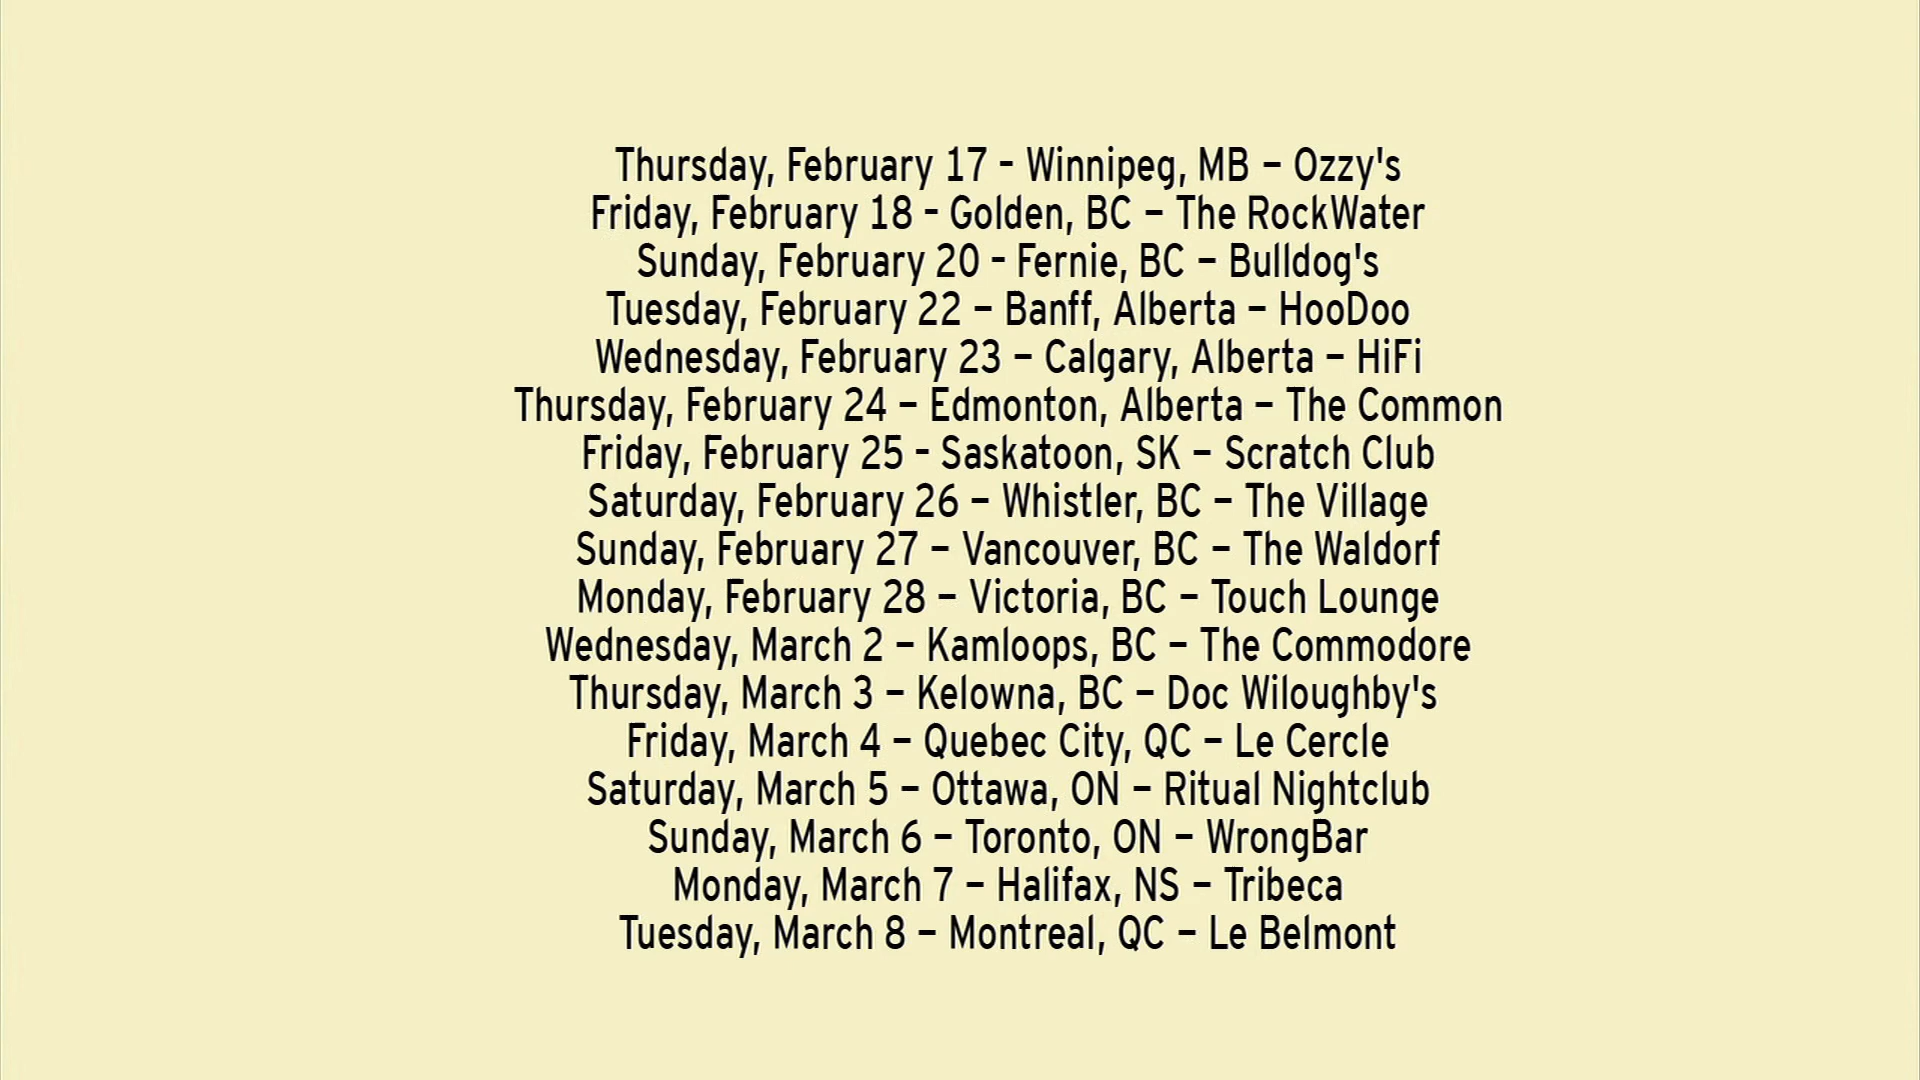 Thursday, February 17 - Winnipeg, MB – Ozzy's
Friday, February 18 - Golden, BC – The RockWater
Sunday, February 20 - Fernie, BC – Bulldog's
Tuesday, February 22 – Banff, Alberta – HooDoo
Wednesday, February 23 – Calgary, Alberta – HiFi
Thursday, February 24 – Edmonton, Alberta – The Common
Friday, February 25 - Saskatoon, SK – Scratch Club
Saturday, February 26 – Whistler, BC – The Village
Sunday, February 27 – Vancouver, BC – The Waldorf
Monday, February 28 – Victoria, BC – Touch Lounge
Wednesday, March 2 – Kamloops, BC – The Commodore
Thursday, March 3 – Kelowna, BC – Doc Wiloughby's
Friday, March 4 – Quebec City, QC – Le Cercle
Saturday, March 5 – Ottawa, ON – Ritual Nightclub
Sunday, March 6 – Toronto, ON – WrongBar
Monday, March 7 – Halifax, NS – Tribeca
Tuesday, March 8 – Montreal, QC – Le Belmont